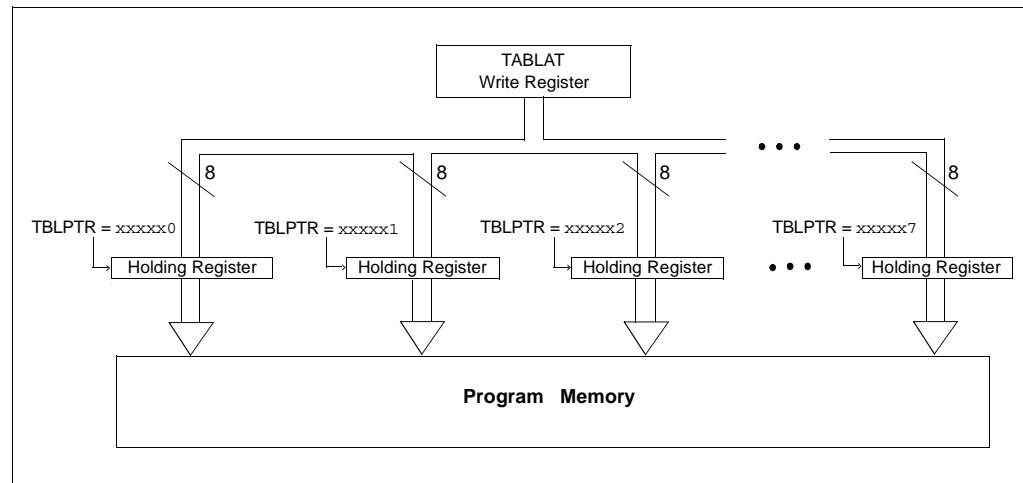 TABLAT
Write Register
8 8 8 8
TBLPTR = xxxxx0 TBLPTR = xxxxx1 TBLPTR = xxxxx2 TBLPTR = xxxxx7
Holding Register Holding Register Holding Register Holding Register
Program Memory